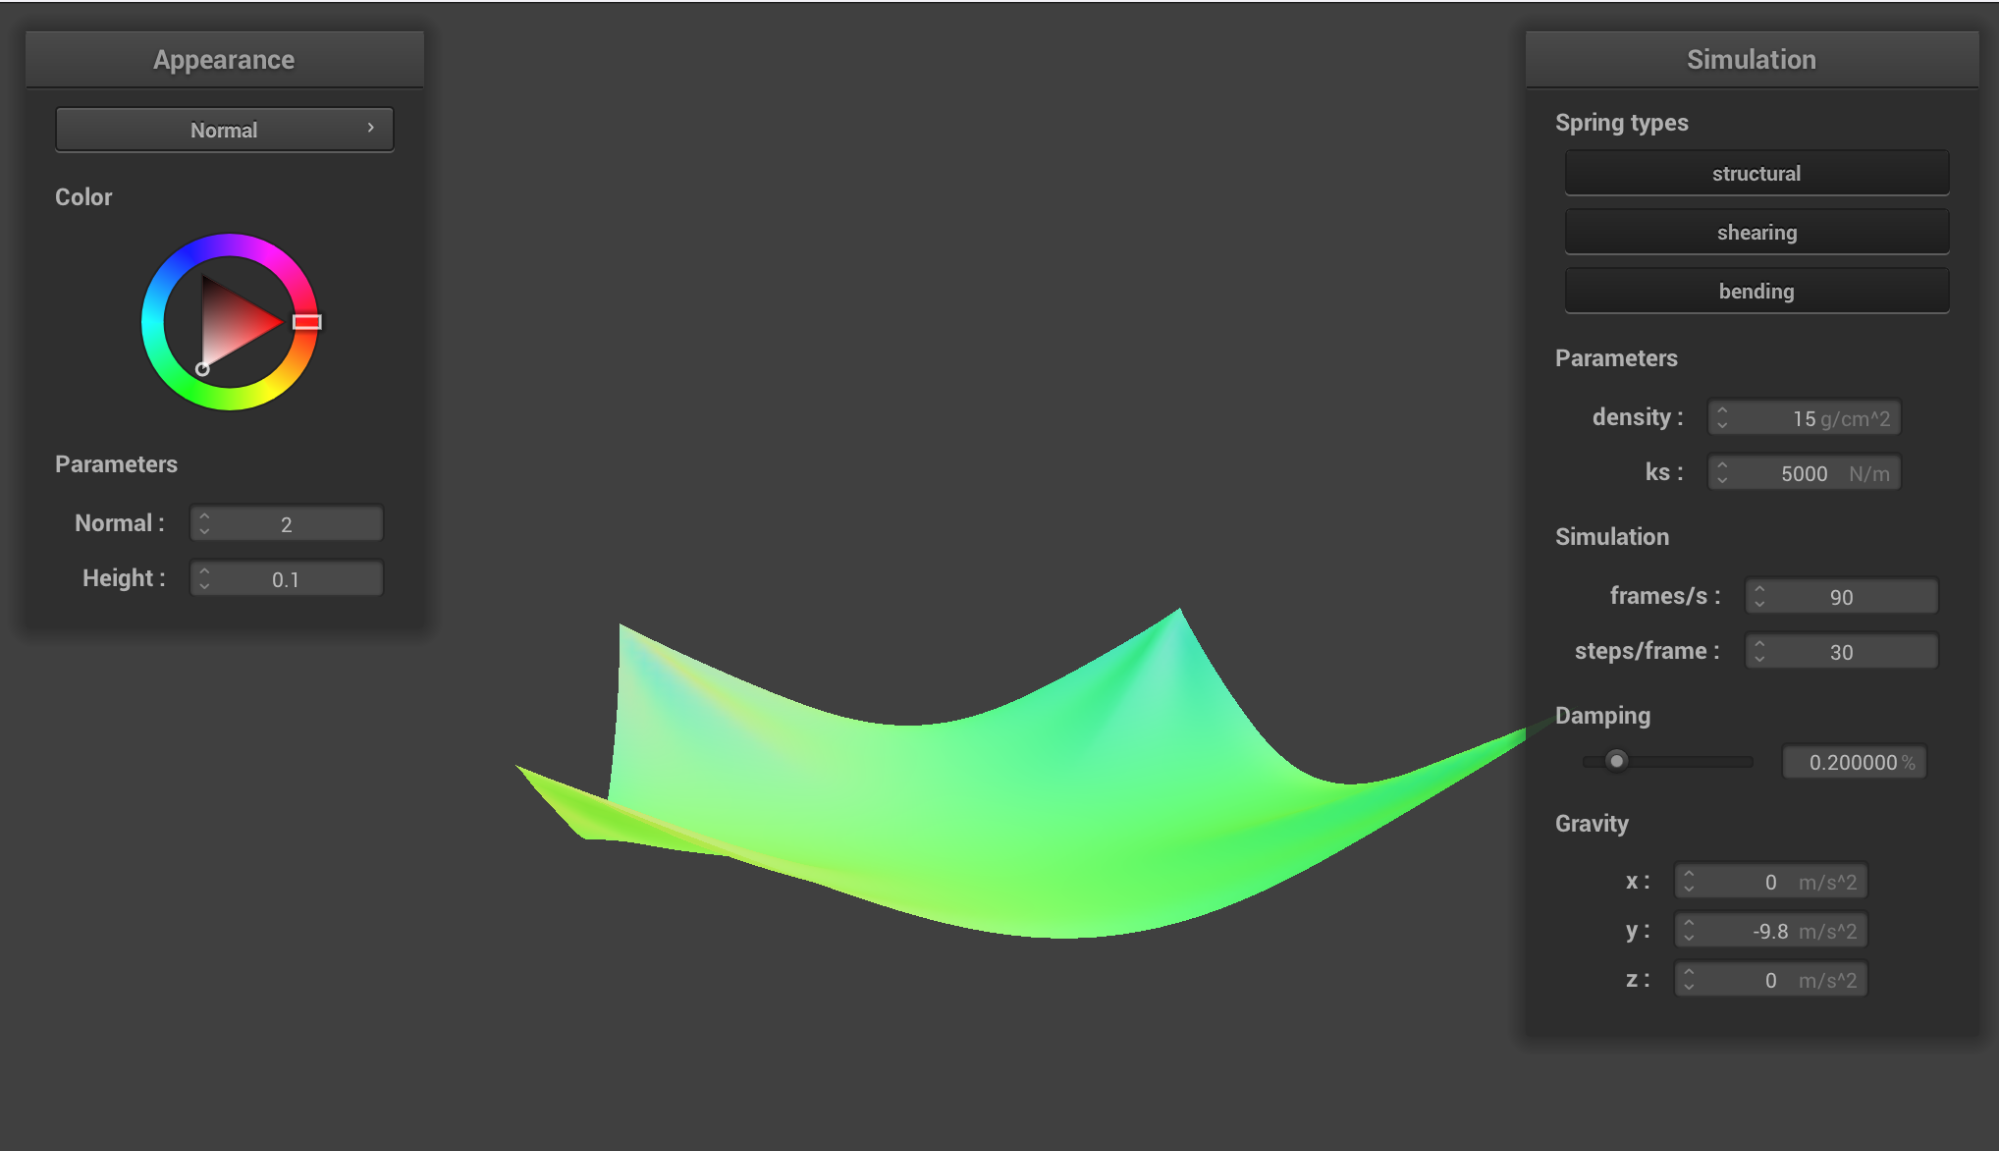 Appearance
Normal
Color
Parameters
Normal : 2
Height : 0.1
Simulation
Spring types
structural
shearing
bending
Parameters
density : 15 g/cm^2
ks : 5000 N/m
Simulation
frames/s : 90
steps/frame : 30
Damping
0.200000 %
Gravity
x : 0 m/s^2
y : -9.8 m/s^2
z : 0 m/s^2